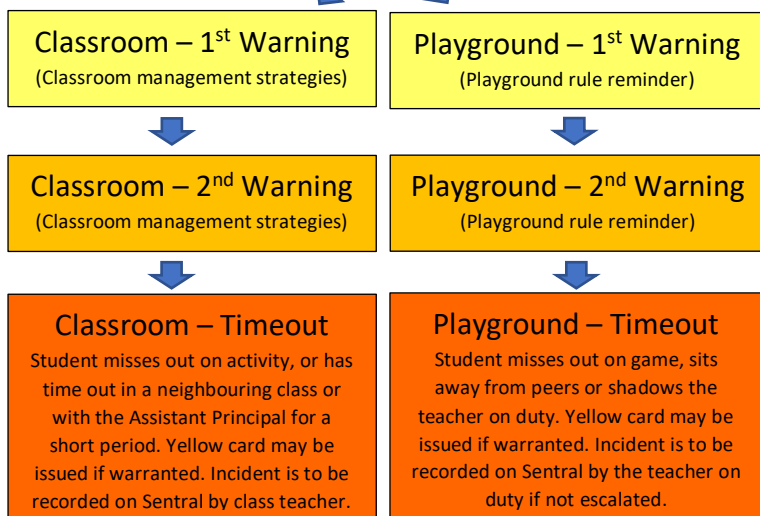 Classroom – 1st Warning
(Classroom management strategies)
Classroom – 2nd Warning
(Classroom management strategies)
Classroom – Timeout
Student misses out on activity, or has
time out in a neighbouring class or
with the Assistant Principal for a
short period. Yellow card may be
issued if warranted. Incident is to be
recorded on Sentral by class teacher.
Playground – 1st Warning
(Playground rule reminder)
Playground – 2nd Warning
(Playground rule reminder)
Playground – Timeout
Student misses out on game, sits
away from peers or shadows the
teacher on duty. Yellow card may be
issued if warranted. Incident is to be
recorded on Sentral by the teacher on
duty if not escalated.